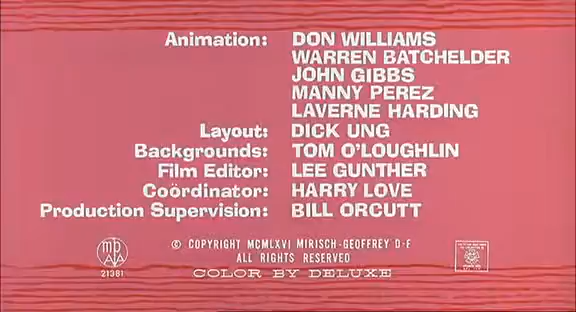 Animation: DON WILLIAMS
WARREN BATCHELDER
JOHN GIBBS
MANNY PEREZ
LAVERNE HARDING
Layout: DICK UNG
Backgrounds: TOM O'LOUGHLIN
Film Editor: LEE GUNTHER
Coördinator: HARRY LOVE
Production Supervision: BILL ORCUTT
© COPYRIGHT MCMLXVI MIRISCH-GEOFFREY D-F
ALL RIGHTS RESERVED
COLOR BY DELUXE
MPAA
21381